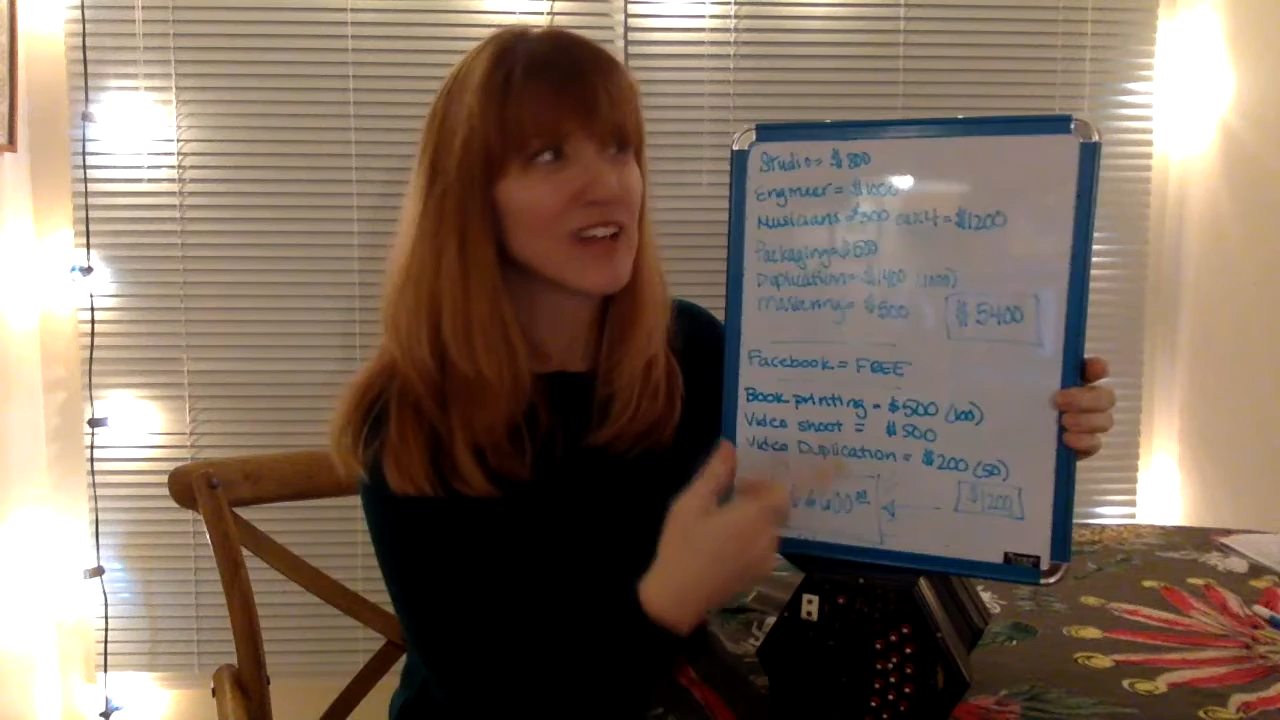 Studio = $800
Engineer = $1000
Musicians = $300 each x 4 = $1200
Packaging = $500
Duplication = $1400 (1000)
Mastering = $500
$5400
Facebook = FREE
Book printing = $500 (100)
Video shoot = $500
Video Duplication = $200 (50)
$1200